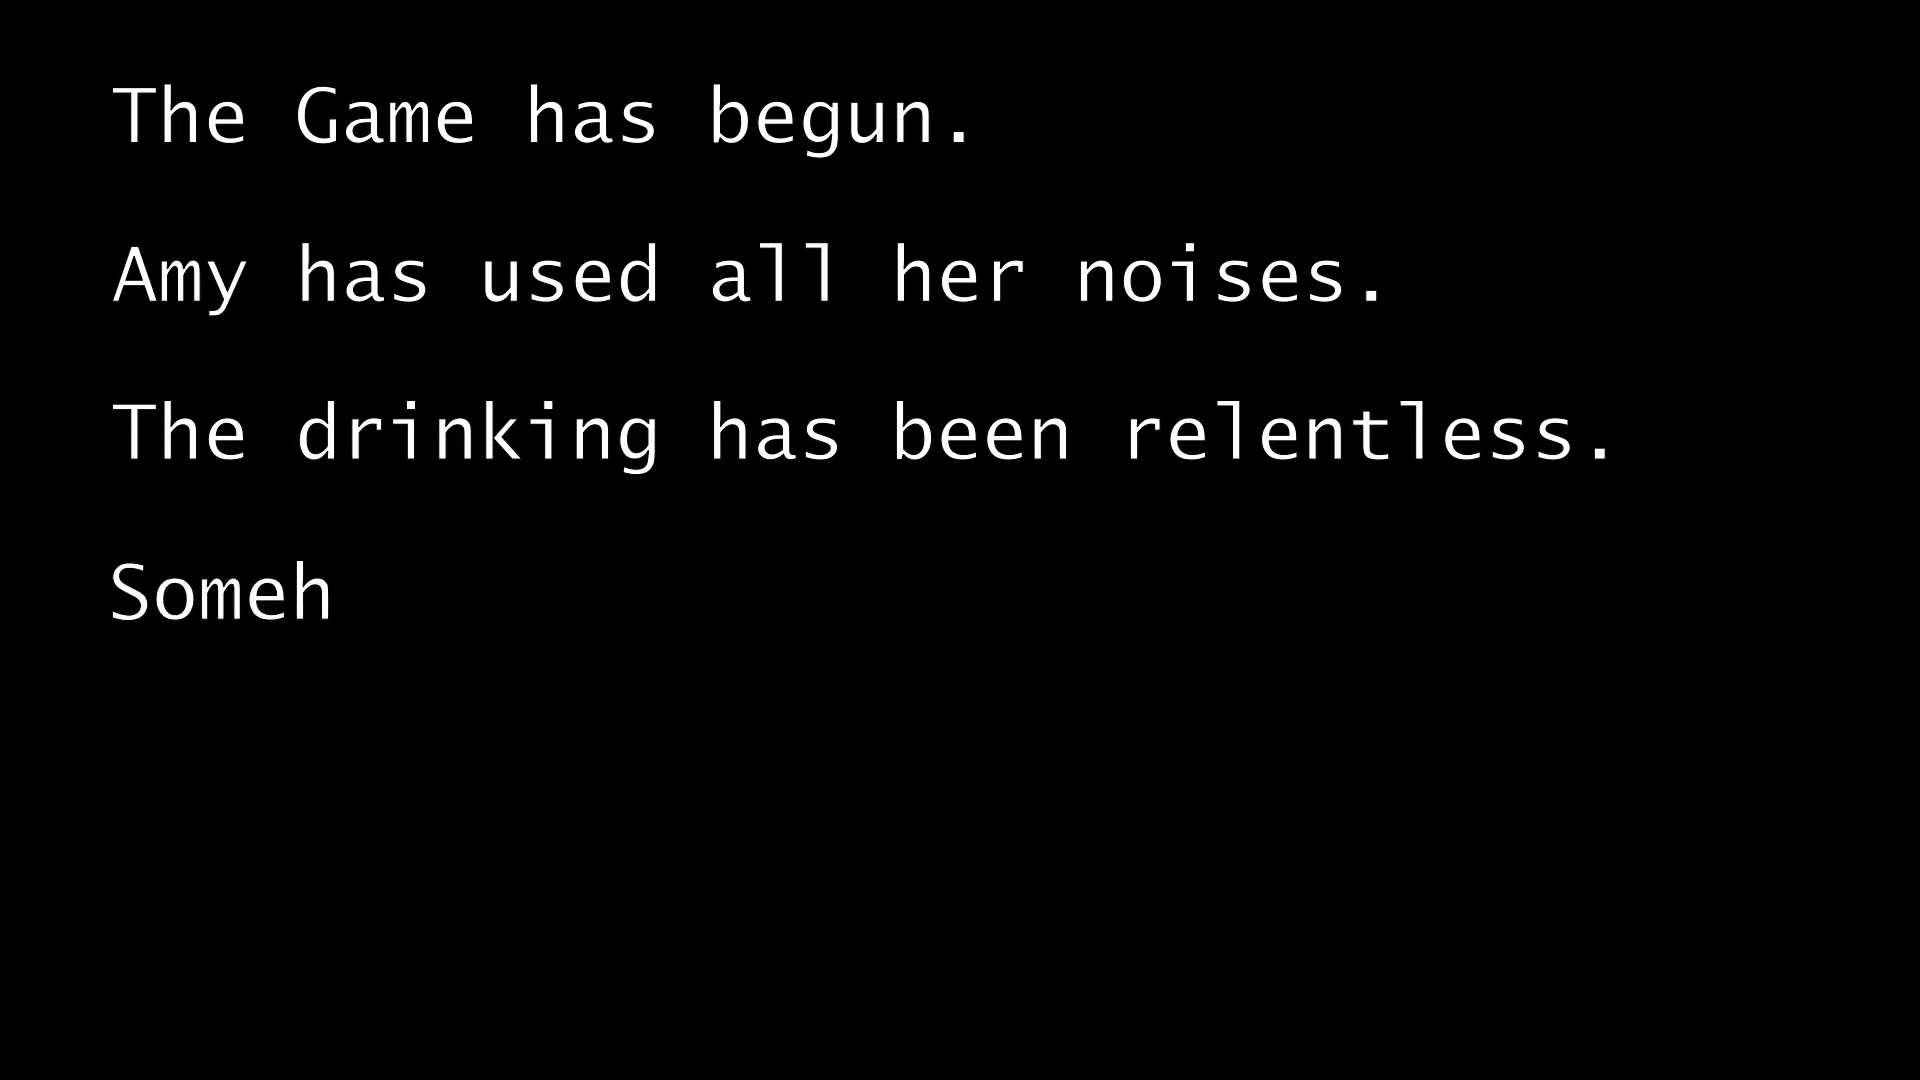 The Game has begun.
Amy has used all her noises.
The drinking has been relentless.
Someh